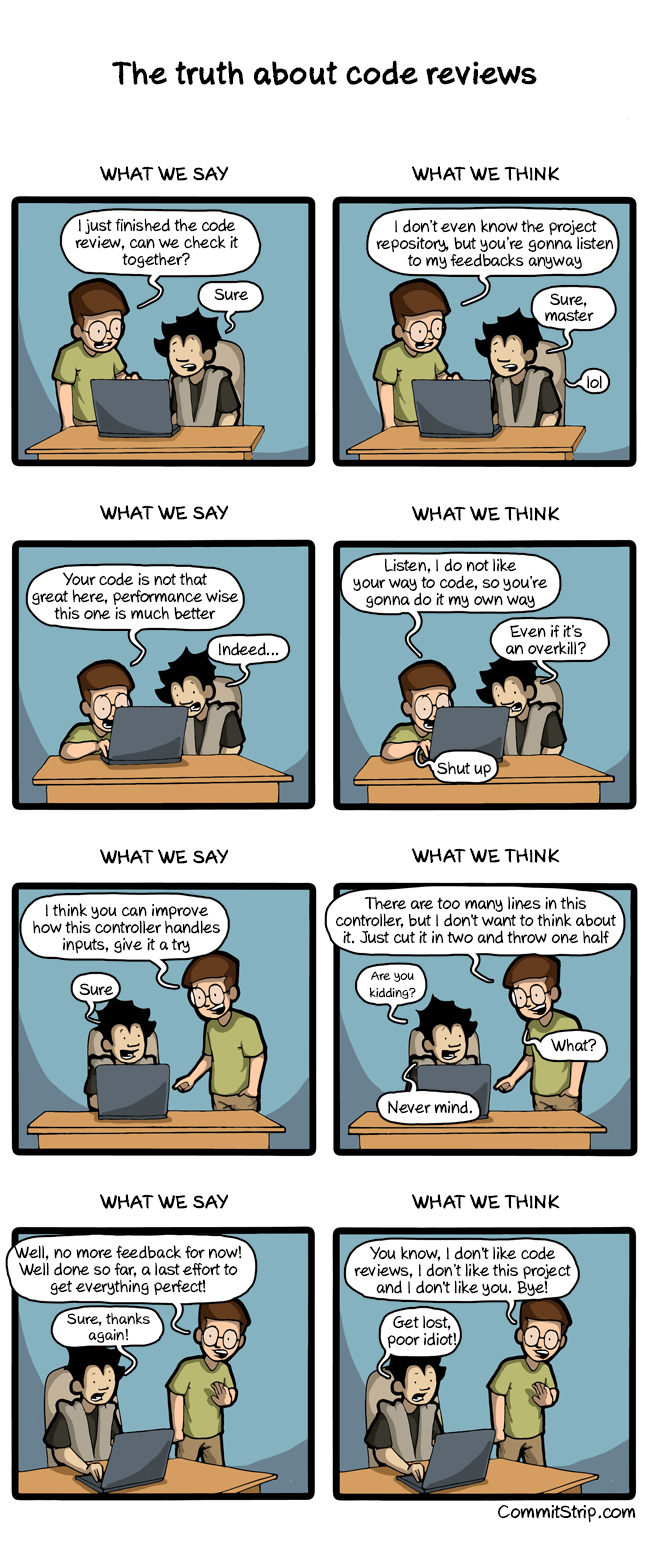 The truth about code reviews
WHAT WE SAY
I just finished the code
review, can we check it
together?
Sure
WHAT WE THINK
I don't even know the project
repository, but you're gonna listen
to my feedbacks anyway
Sure,
master
lol
WHAT WE SAY
Your code is not that
great here, performance wise
this one is much better
Indeed...
WHAT WE THINK
Listen, I do not like
your way to code, so you're
gonna do it my own way
Even if it's
an overkill?
Shut up
WHAT WE SAY
I think you can improve
how this controller handles
inputs, give it a try
Sure
WHAT WE THINK
There are too many lines in this
controller, but I don't want to think about
it. Just cut it in two and throw one half
Are you
kidding?
What?
Never mind.
WHAT WE SAY
Well, no more feedback for now!
Well done so far, a last effort to
get everything perfect!
Sure, thanks
again!
WHAT WE THINK
You know, I don't like code
reviews, I don't like this project
and I don't like you. Bye!
Get lost,
poor idiot!
CommitStrip.com